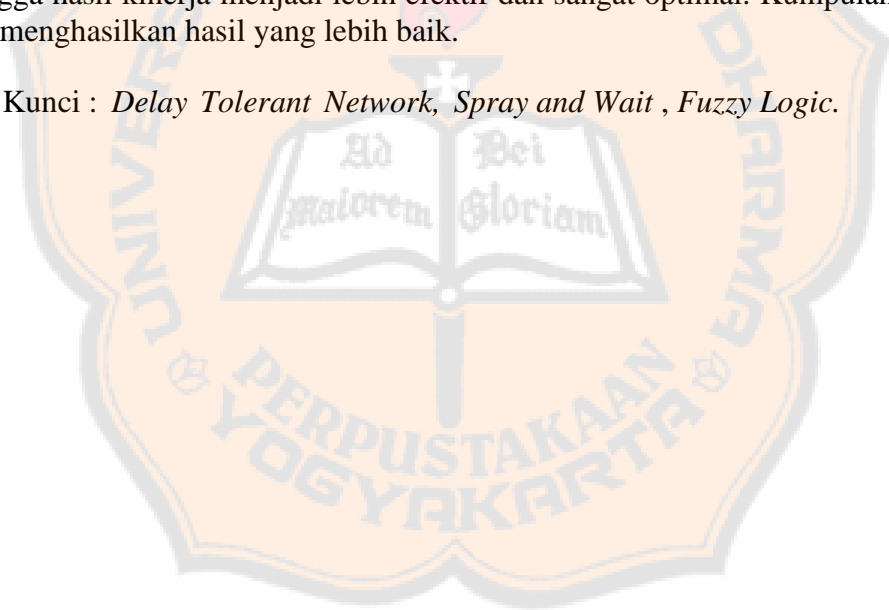 hasil kinerja menjadi lebih efektif dan sangat optimal. Kumpulan
menghasilkan hasil yang lebih baik.
Kunci : Delay Tolerant Network, Spray and Wait , Fuzzy Logic.
Ad Dei
Maiorem Gloriam
DHARMA
PERPUSTAKAAN
YOGYAKARTA